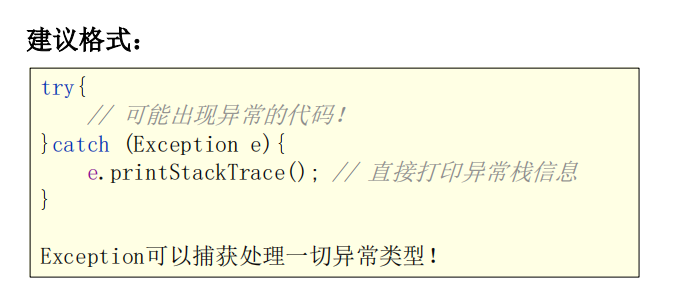 建议格式：
try{
// 可能出现异常的代码！
}catch (Exception e){
e.printStackTrace(); // 直接打印异常栈信息
}
Exception可以捕获处理一切异常类型！